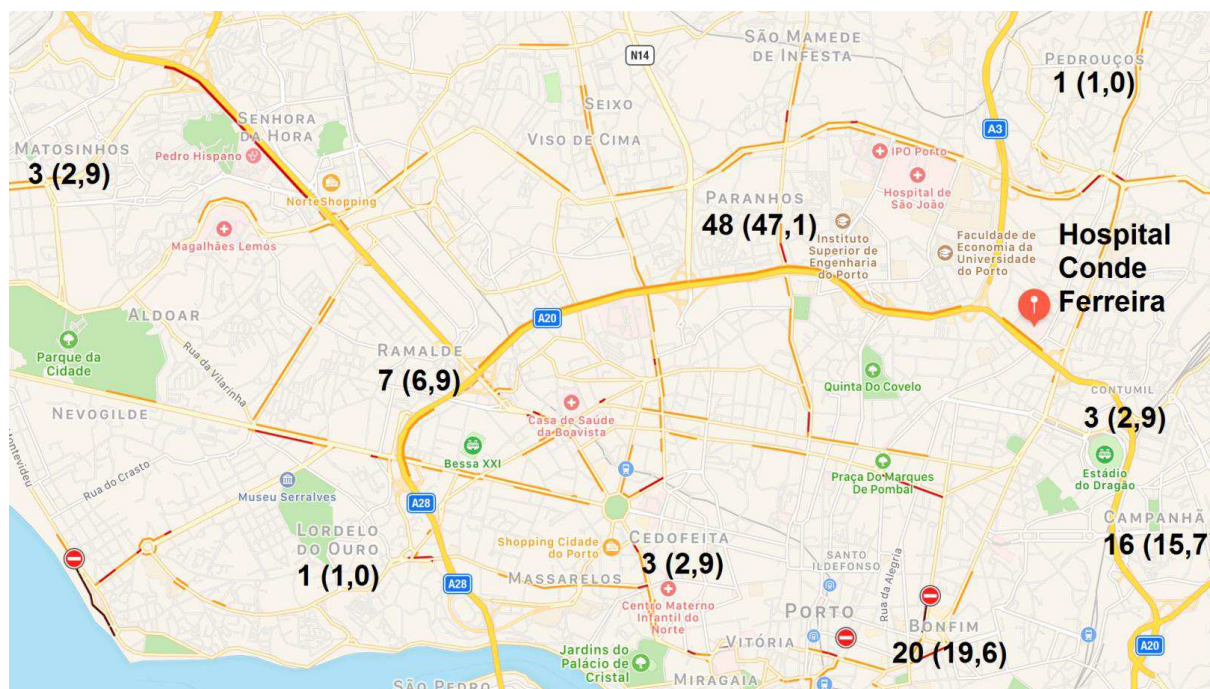 SÃO MAMEDE
DE INFESTA
N14
PEDROUÇOS
1 (1,0)
SENHORA
DA HORA
SEIXO
VISO DE CIMA
A3
MATOSINHOS
3 (2,9)
Pedro Hispano
NorteShopping
IPO Porto
Hospital de
São João
PARANHOS
48 (47,1)
Instituto
Superior de
Engenharia
do Porto
Faculdade de
Economia da
Universidade
do Porto
Hospital
Conde
Ferreira
Magalhães Lemos
ALDOAR
A20
Parque da
Cidade
Rua da Vilarinha
RAMALDE
7 (6,9)
Quinta Do Covelo
CONTUMIL
3 (2,9)
NEVOGILDE
Casa de Saúde
da Boavista
Montevideu
Rua do Crasto
Bessa XXI
Praça Do Marques
De Pombal
Estádio
do Dragão
Museu Serralves
A28
LORDELO
DO OURO
1 (1,0)
Shopping Cidade
do Porto
CEDOFEITA
3 (2,9)
CAMPANHÃ
16 (15,7
SANTO
ILDEFONSO
Rua da Alegria
A28
MASSARELOS
Centro Materno
Infantil do
Norte
PORTO
BONFIM
20 (19,6)
VITÓRIA
A20
Jardins do
Palácio de
Cristal
MIRAGAIA
SÃO PEDRO